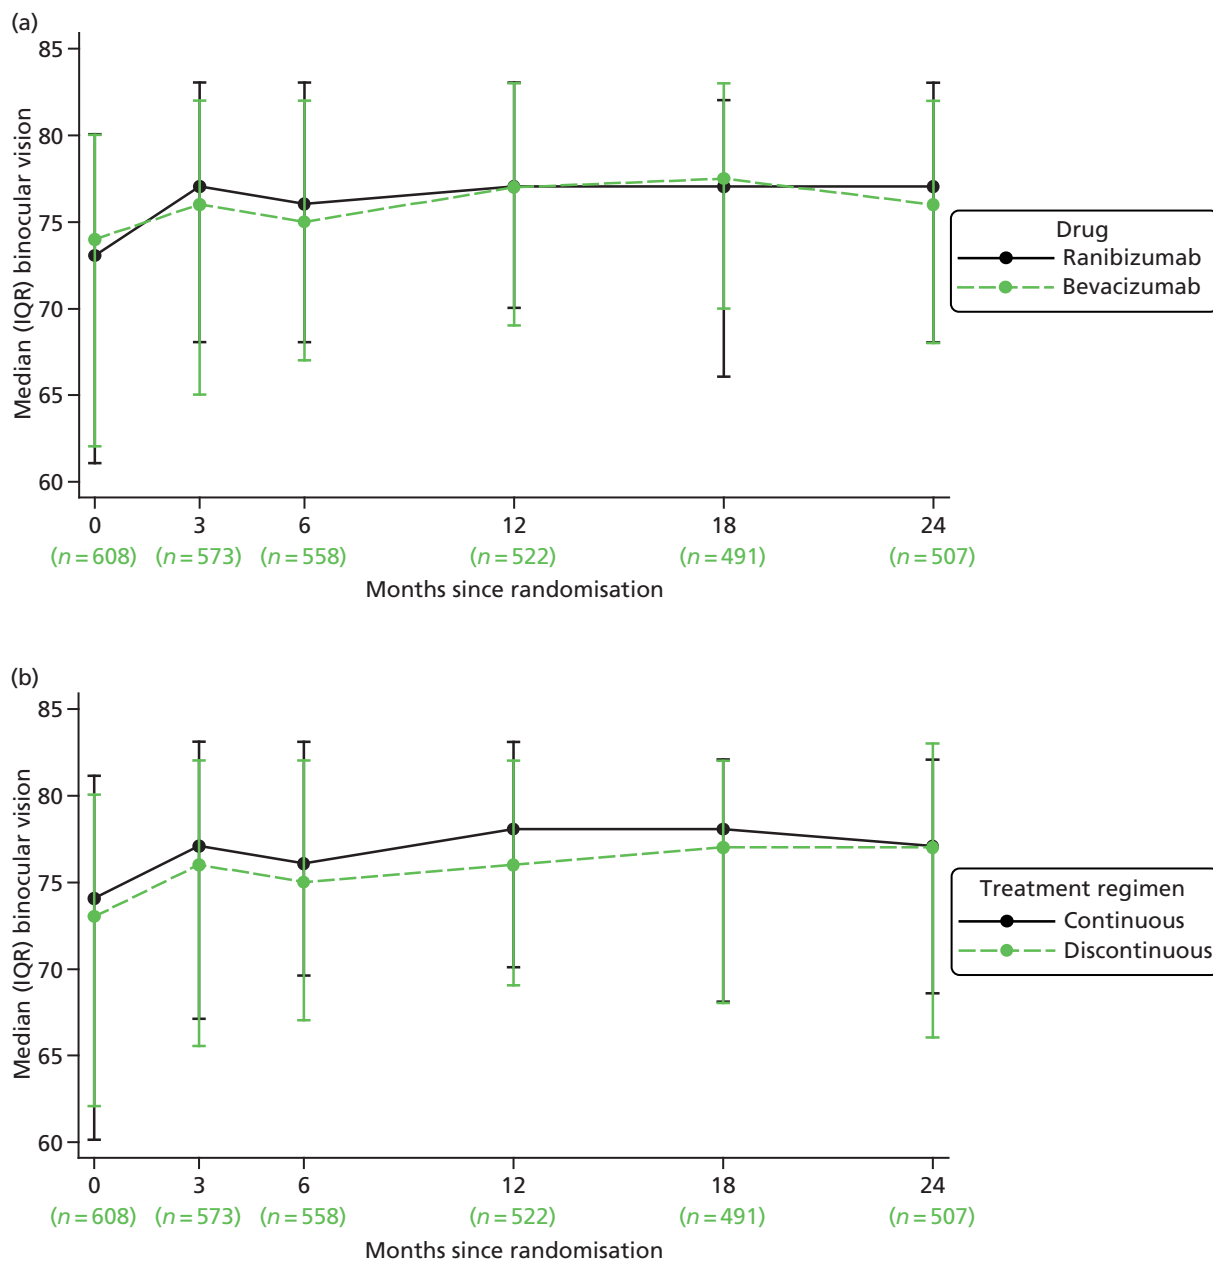 (a)
Median (IQR) binocular vision
85
80
75
70
65
60
0 3 6 12 18 24
(n=608) (n=573) (n=558) (n=522) (n=491) (n=507)
Months since randomisation
Drug
Ranibizumab
Bevacizumab
(b)
Median (IQR) binocular vision
85
80
75
70
65
60
0 3 6 12 18 24
(n=608) (n=573) (n=558) (n=522) (n=491) (n=507)
Months since randomisation
Treatment regimen
Continuous
Discontinuous